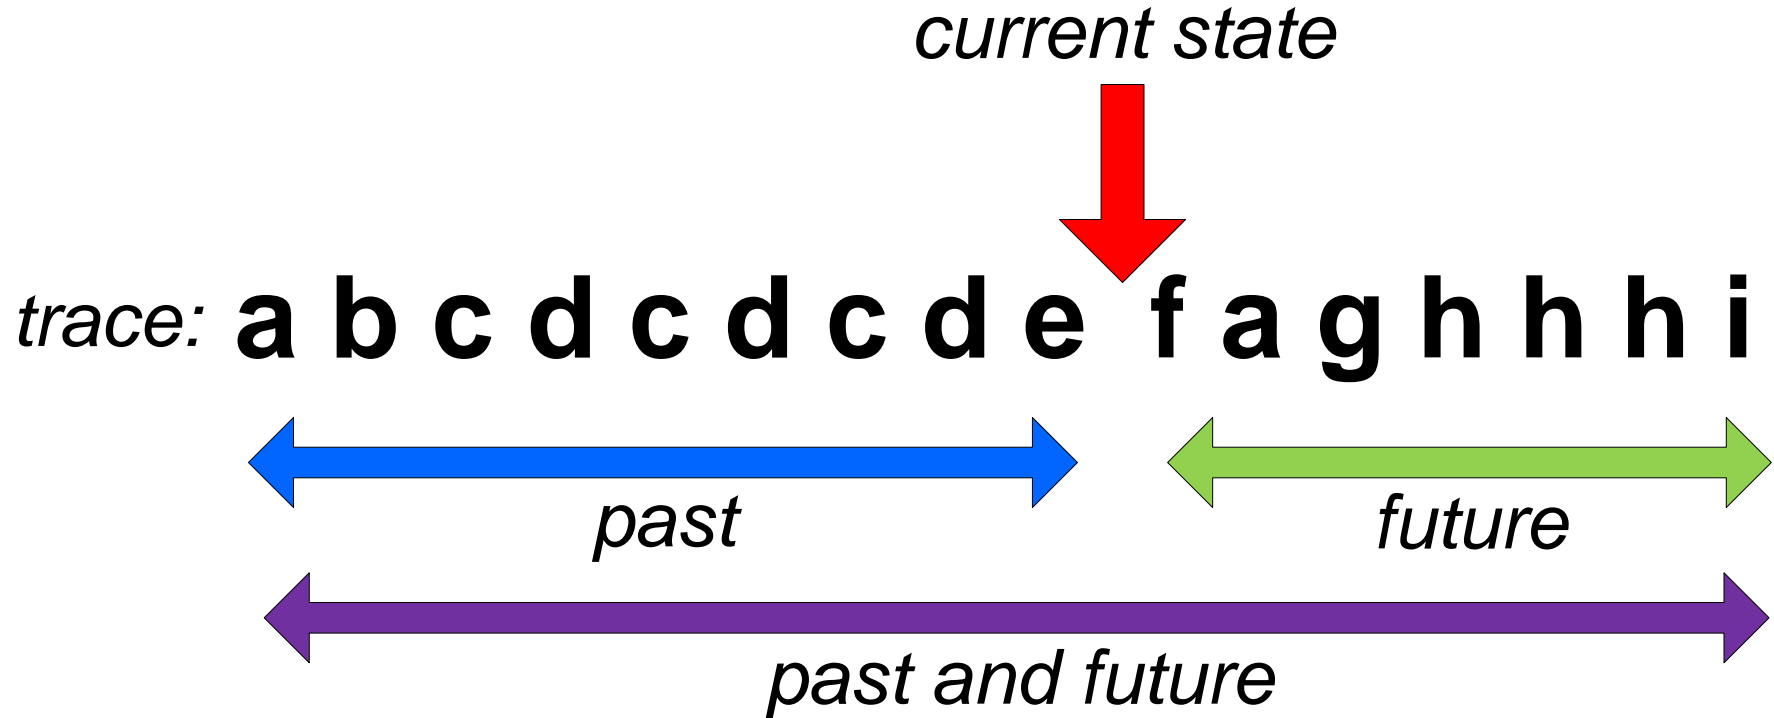 current state
trace: a b c d c d c d e f a g h h h i
past
future
past and future